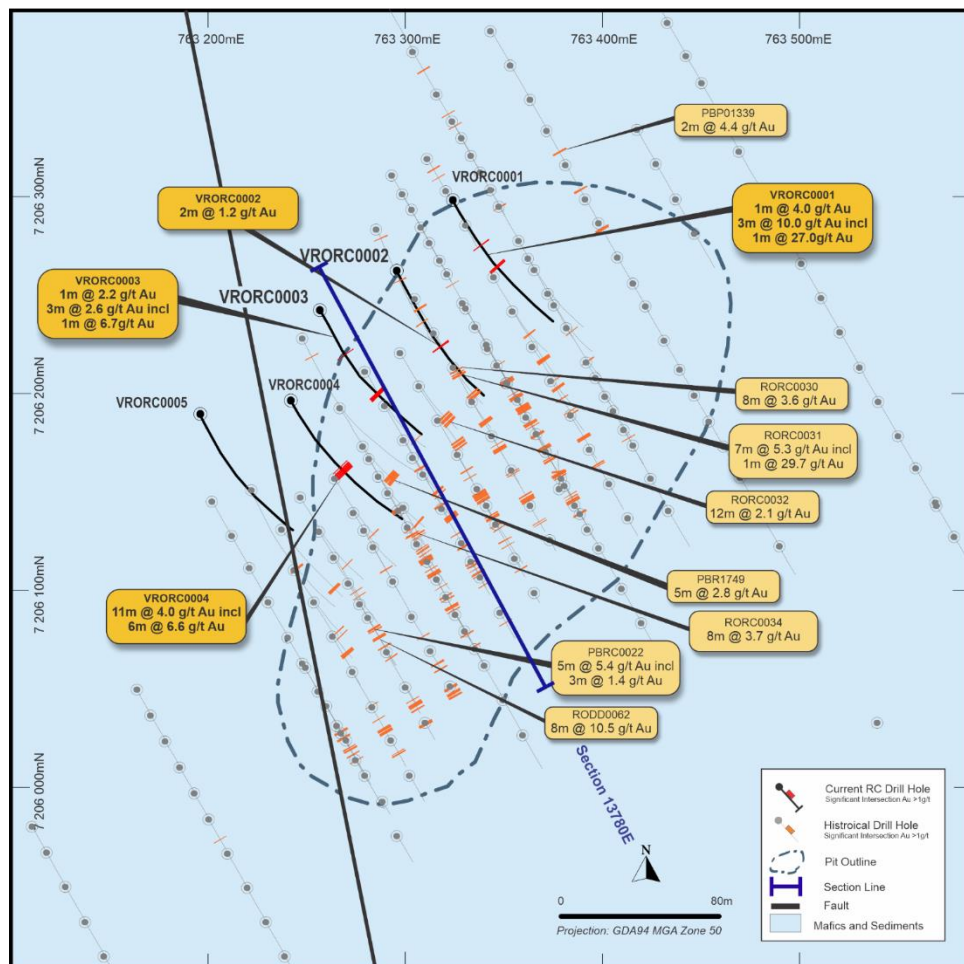 763 200mE
763 300mE
763 400mE
763 500mE
7 206 300mN
7 206 200mN
7 206 100mN
7 206 000mN
PBP01339
2m @ 4.4 g/t Au
VRORC0001
VRORC0002
2m @ 1.2 g/t Au
VRORC0001
1m @ 4.0 g/t Au
3m @ 10.0 g/t Au incl
1m @ 27.0g/t Au
VRORC0002
VRORC0003
1m @ 2.2 g/t Au
3m @ 2.6 g/t Au incl
1m @ 6.7g/t Au
VRORC0003
VRORC0004
VRORC0005
RORC0030
8m @ 3.6 g/t Au
RORC0031
7m @ 5.3 g/t Au incl
1m @ 29.7 g/t Au
RORC0032
12m @ 2.1 g/t Au
PBR1749
5m @ 2.8 g/t Au
VRORC0004
11m @ 4.0 g/t Au incl
6m @ 6.6 g/t Au
RORC0034
8m @ 3.7 g/t Au
PBRC0022
5m @ 5.4 g/t Au incl
3m @ 1.4 g/t Au
RODD0062
8m @ 10.5 g/t Au
Section 13780E
N
0 80m
Projection: GDA94 MGA Zone 50
Current RC Drill Hole
Significant Intersection Au >1g/t
Histroical Drill Hole
Significant Intersection Au >1g/t
Pit Outline
Section Line
Fault
Mafics and Sediments